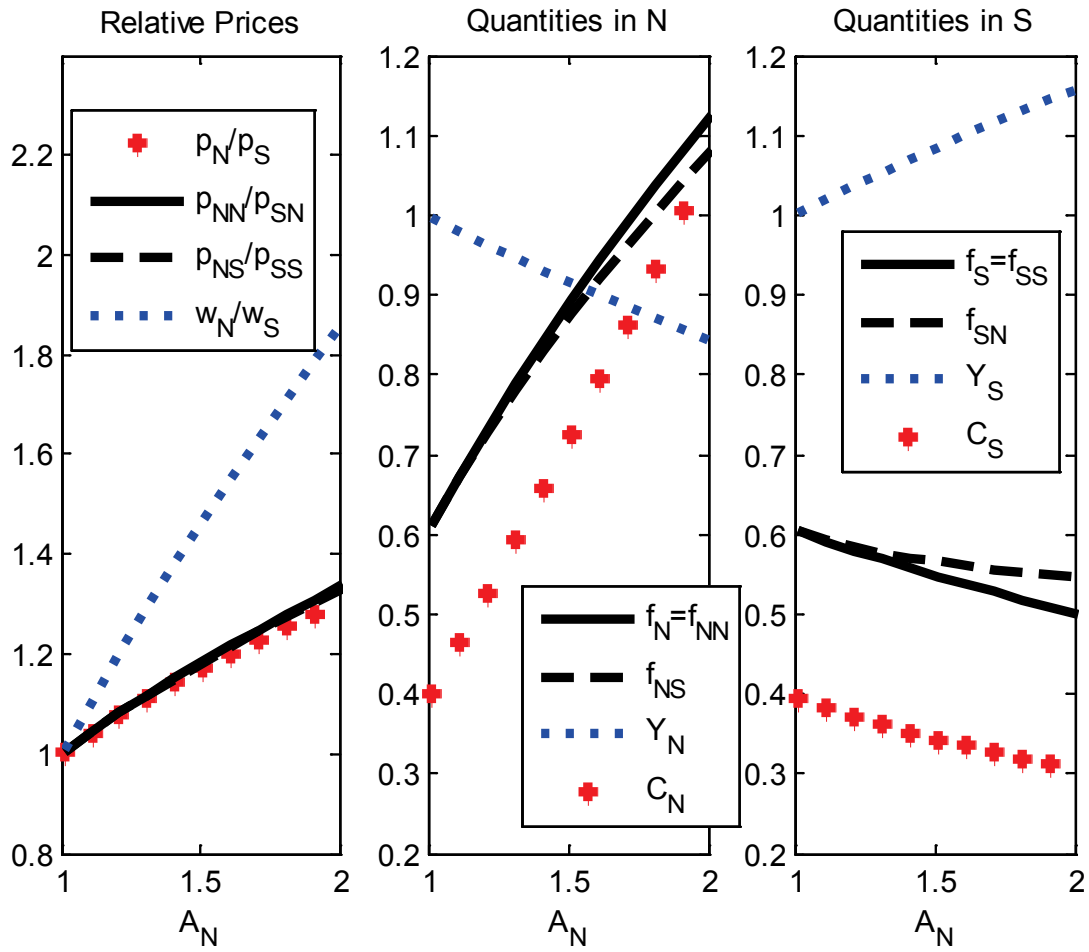 Relative Prices
2.2
2
1.8
1.6
1.4
1.2
1
0.8
p_N/p_S
p_NN/p_SN
p_NS/p_SS
w_N/w_S
1 1.5 2
A_N
Quantities in N
1.2
1.1
1
0.9
0.8
0.7
0.6
0.5
0.4
0.3
0.2
f_N=f_NN
f_NS
Y_N
C_N
1 1.5 2
A_N
Quantities in S
1.2
1.1
1
0.9
0.8
0.7
0.6
0.5
0.4
0.3
0.2
f_S=f_SS
f_SN
Y_S
C_S
1 1.5 2
A_N